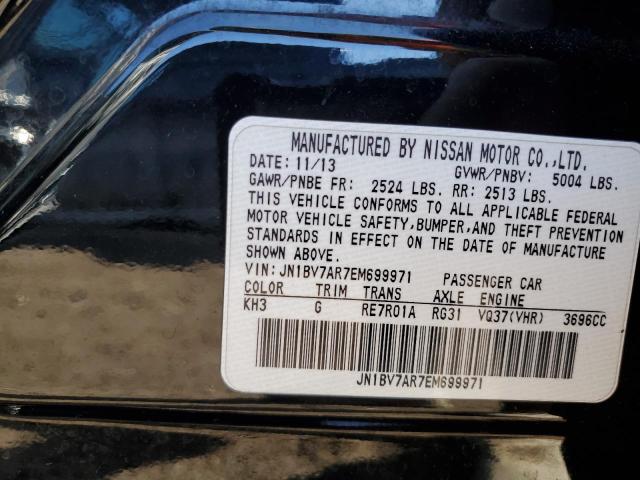 MANUFACTURED BY NISSAN MOTOR CO.,LTD.
DATE: 11/13 GVWR/PNBV: 5004 LBS.
GAWR/PNBE FR: 2524 LBS. RR: 2513 LBS.
THIS VEHICLE CONFORMS TO ALL APPLICABLE FEDERAL
MOTOR VEHICLE SAFETY,BUMPER,AND THEFT PREVENTION
STANDARDS IN EFFECT ON THE DATE OF MANUFACTURE
SHOWN ABOVE.
VIN: JN1BV7AR7EM699971 PASSENGER CAR
COLOR TRIM TRANS AXLE ENGINE
KH3 G RE7R01A RG31 VQ37(VHR) 3696CC
JN1BV7AR7EM699971